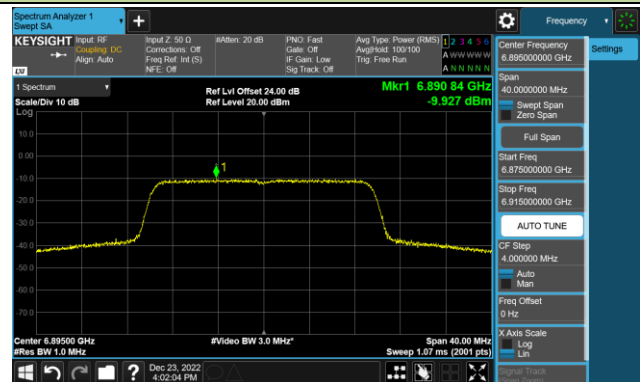 Spectrum Analyzer 1
Swept SA
Frequency
KEYSIGHT
Input: RF
Coupling: DC
Align: Auto
Input Z: 50 Ω
Corrections: Off
Freq Ref: Int (S)
NFE: Off
#Atten: 20 dB
PNO: Fast
Gate: Off
IF Gain: Low
Sig Track: Off
Avg Type: Power (RMS)
Avg|Hold: 100/100
Trig: Free Run
1 2 3 4 5 6
A W W W W W
A N N N N N
LXI
Center Frequency
6.895000000 GHz
Settings
Span
40.0000000 MHz
Swept Span
Zero Span
Full Span
Start Freq
6.875000000 GHz
Stop Freq
6.915000000 GHz
AUTO TUNE
CF Step
4.000000 MHz
Auto
Man
Freq Offset
0 Hz
X Axis Scale
Log
Lin
Signal Track
(Span Zoom)
1 Spectrum
Scale/Div 10 dB
Log
Ref Lvl Offset 24.00 dB
Ref Level 20.00 dBm
Mkr1 6.890 84 GHz
-9.927 dBm
10.0
0.00
-10.0
-20.0
-30.0
-40.0
-50.0
-60.0
-70.0
1
Center 6.89500 GHz
#Res BW 1.0 MHz
#Video BW 3.0 MHz*
Span 40.00 MHz
Sweep 1.07 ms (2001 pts)
?
Dec 23, 2022
4:02:04 PM